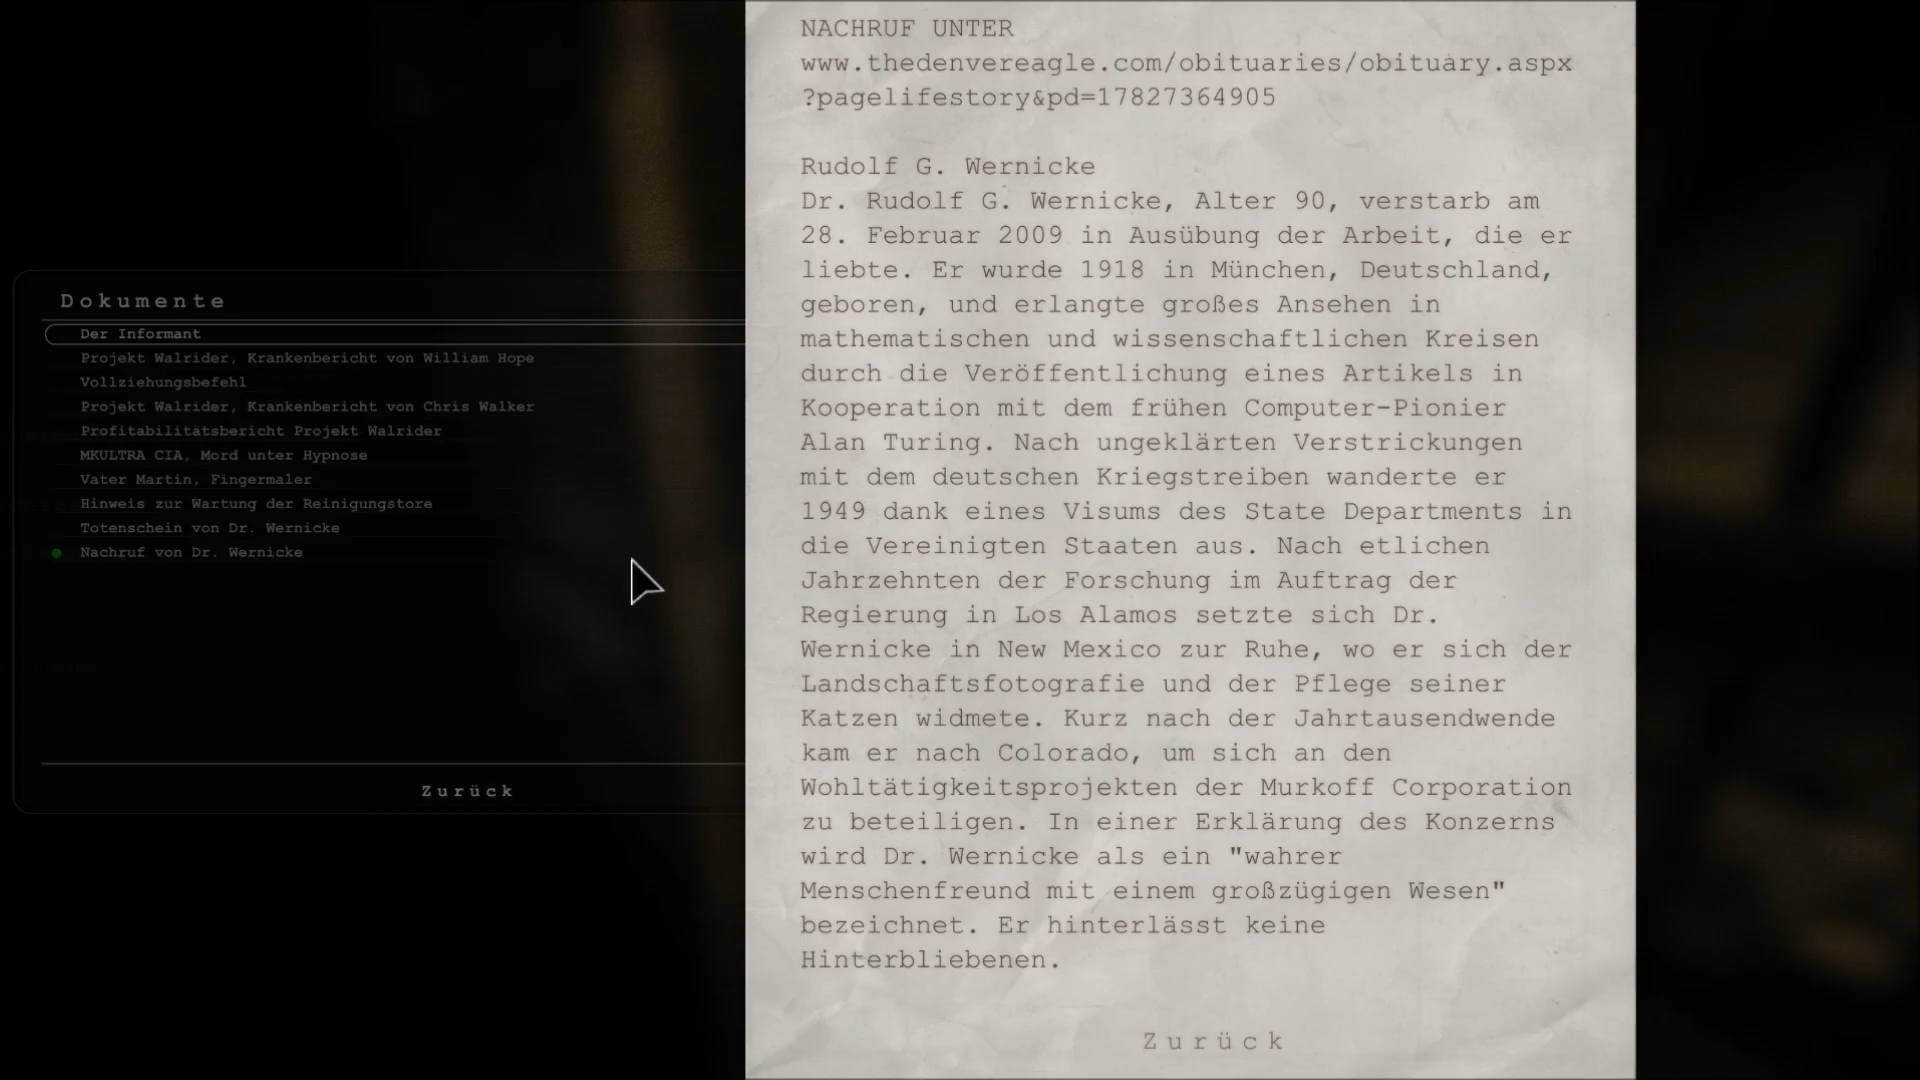 Dokumente
Der Informant
Projekt Walrider, Krankenbericht von William Hope
Vollziehungsbefehl
Projekt Walrider, Krankenbericht von Chris Walker
Profitabilitätsbericht Projekt Walrider
MKULTRA CIA, Mord unter Hypnose
Vater Martin, Fingermaler
Hinweis zur Wartung der Reinigungstore
Totenschein von Dr. Wernicke
Nachruf von Dr. Wernicke
Zurück
NACHRUF UNTER
www.thedenvereagle.com/obituaries/obituary.aspx
?pagelifestory&pd=17827364905
Rudolf G. Wernicke
Dr. Rudolf G. Wernicke, Alter 90, verstarb am
28. Februar 2009 in Ausübung der Arbeit, die er
liebte. Er wurde 1918 in München, Deutschland,
geboren, und erlangte großes Ansehen in
mathematischen und wissenschaftlichen Kreisen
durch die Veröffentlichung eines Artikels in
Kooperation mit dem frühen Computer-Pionier
Alan Turing. Nach ungeklärten Verstrickungen
mit dem deutschen Kriegstreiben wanderte er
1949 dank eines Visums des State Departments in
die Vereinigten Staaten aus. Nach etlichen
Jahrzehnten der Forschung im Auftrag der
Regierung in Los Alamos setzte sich Dr.
Wernicke in New Mexico zur Ruhe, wo er sich der
Landschaftsfotografie und der Pflege seiner
Katzen widmete. Kurz nach der Jahrtausendwende
kam er nach Colorado, um sich an den
Wohltätigkeitsprojekten der Murkoff Corporation
zu beteiligen. In einer Erklärung des Konzerns
wird Dr. Wernicke als ein "wahrer
Menschenfreund mit einem großzügigen Wesen"
bezeichnet. Er hinterlässt keine
Hinterbliebenen.
Zurück